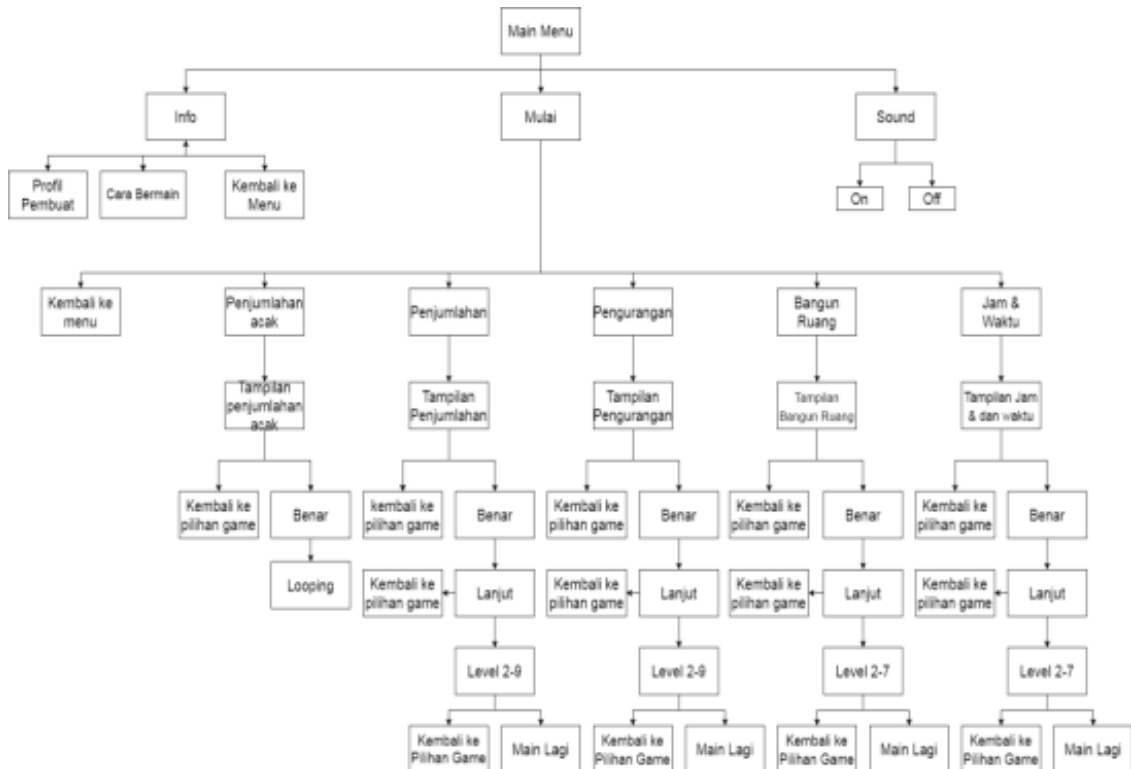 Main Menu
Info
Mulai
Sound
Profil
Pembuat
Cara Bermain
Kembali ke
Menu
On
Off
Kembali ke
menu
Penjumlahan
acak
Penjumlahan
Pengurangan
Bangun
Ruang
Jam &
Waktu
Tampilan
penjumlahan
acak
Tampilan
Penjumlahan
Tampilan
Pengurangan
Tampilan
Bangun Ruang
Tampilan Jam
& dan waktu
Kembali ke
pilihan game
Benar
kembali ke
pilihan game
Benar
Kembali ke
pilihan game
Benar
Kembali ke
pilihan game
Benar
Kembali ke
pilihan game
Benar
Looping
Kembali ke
pilihan game
Lanjut
Kembali ke
pilihan game
Lanjut
Kembali ke
pilihan game
Lanjut
Kembali ke
pilihan game
Lanjut
Level 2-9
Level 2-9
Level 2-7
Level 2-7
Kembali ke
Pilihan Game
Main Lagi
Kembali ke
Pilihan Game
Main Lagi
Kembali ke
Pilihan Game
Main Lagi
Kembali ke
Pilihan Game
Main Lagi